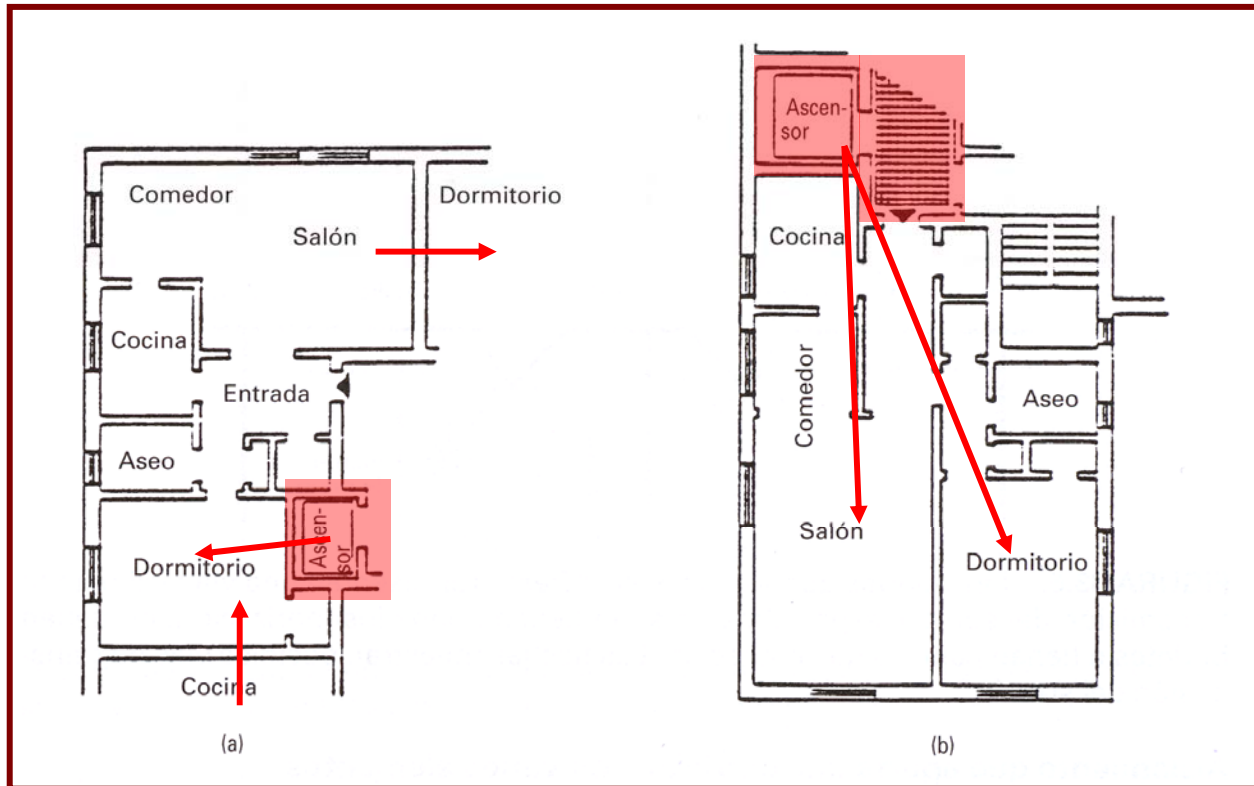 Comedor
Dormitorio
Salón
Cocina
Entrada
Aseo
Ascen-
sor
Dormitorio
Cocina
(a)
Ascen-
sor
Cocina
Comedor
Aseo
Salón
Dormitorio
(b)